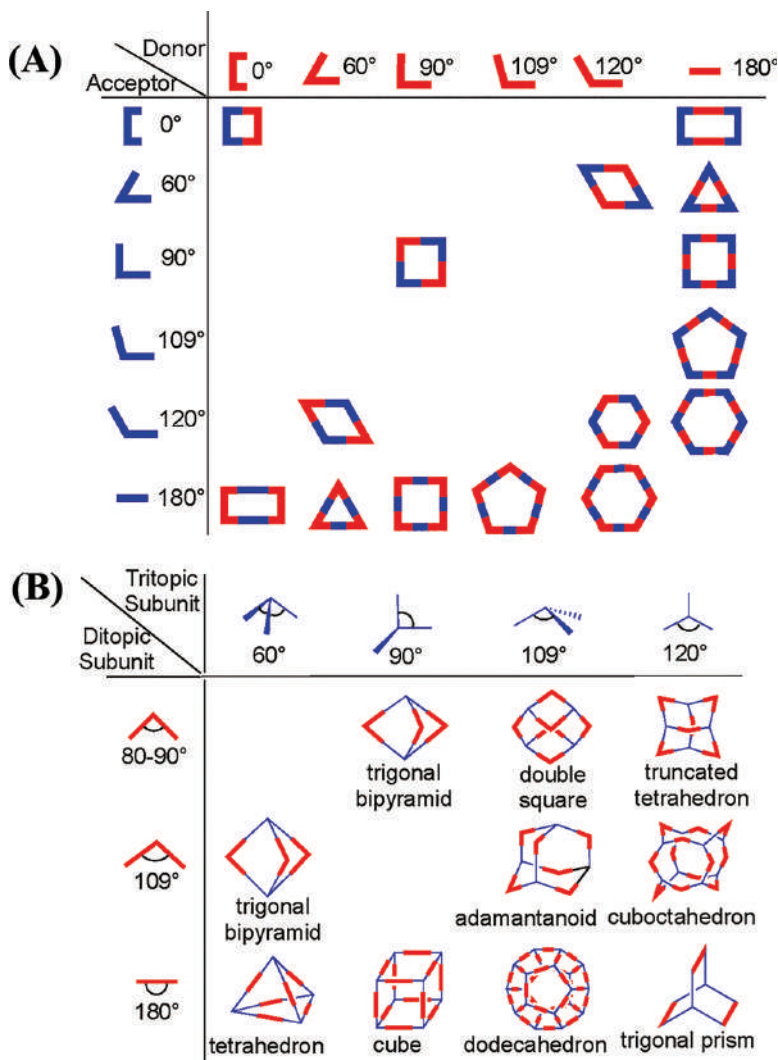 (A)
Donor
Acceptor
0°
60°
90°
109°
120°
180°
0°
60°
90°
109°
120°
180°
(B)
Tritopic
Subunit
Ditopic
Subunit
60°
90°
109°
120°
80-90°
trigonal
bipyramid
double
square
truncated
tetrahedron
109°
trigonal
bipyramid
adamantanoid
cuboctahedron
180°
tetrahedron
cube
dodecahedron
trigonal prism